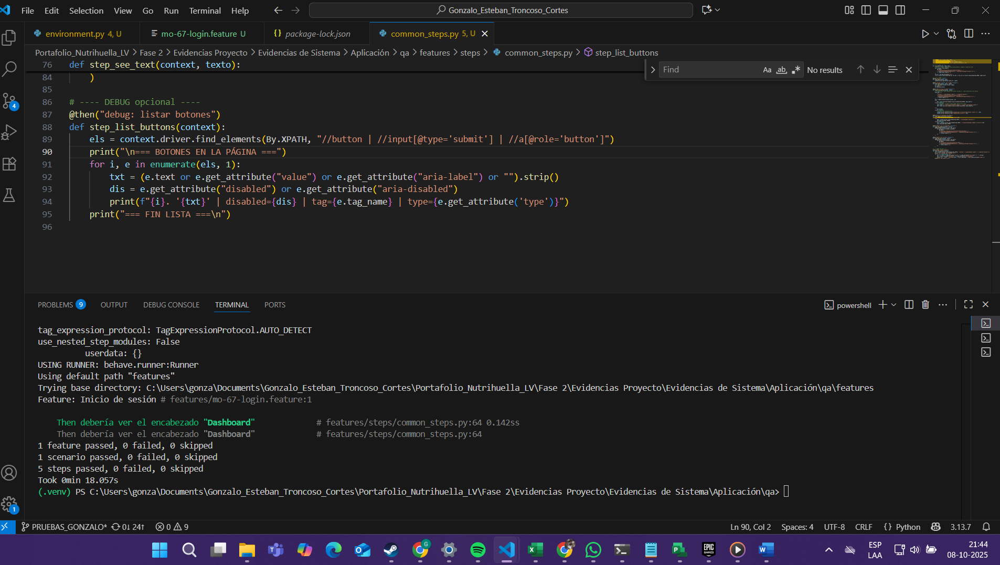 File Edit Selection View Go Run Terminal Help
Gonzalo_Esteban_Troncoso_Cortes
environment.py 4, U
mo-67-login.feature U
package-lock.json
common_steps.py 5, U
Portafolio_Nutrihuella_LV > Fase 2 > Evidencias Proyecto > Evidencias de Sistema > Aplicación > qa > features > steps > common_steps.py > step_list_buttons
76 def step_see_text(context, texto):
Find
Aa ab .* No results
84 )
85
86 # ---- DEBUG opcional ----
87 @then("debug: listar botones")
88 def step_list_buttons(context):
89 els = context.driver.find_elements(By.XPATH, "//button | //input[@type='submit'] | //a[@role='button']")
90 print("\n=== BOTONES EN LA PÁGINA ===")
91 for i, e in enumerate(els, 1):
92 txt = (e.text or e.get_attribute("value") or e.get_attribute("aria-label") or "").strip()
93 dis = e.get_attribute("disabled") or e.get_attribute("aria-disabled")
94 print(f"{i}. '{txt}' | disabled={dis} | tag={e.tag_name} | type={e.get_attribute('type')}")
95 print("=== FIN LISTA ===\n")
96
4
PROBLEMS 9 OUTPUT DEBUG CONSOLE TERMINAL PORTS
powershell
tag_expression_protocol: TagExpressionProtocol.AUTO_DETECT
use_nested_step_modules: False
userdata: {}
USING RUNNER: behave.runner:Runner
Using default path "features"
Trying base directory: C:\Users\gonza\Documents\Gonzalo_Esteban_Troncoso_Cortes\Portafolio_Nutrihuella_LV\Fase 2\Evidencias Proyecto\Evidencias de Sistema\Aplicación\qa\features
Feature: Inicio de sesión # features/mo-67-login.feature:1
Then debería ver el encabezado "Dashboard" # features/steps/common_steps.py:64 0.142ss
Then debería ver el encabezado "Dashboard" # features/steps/common_steps.py:64
1 feature passed, 0 failed, 0 skipped
1 scenario passed, 0 failed, 0 skipped
5 steps passed, 0 failed, 0 skipped
Took 0min 18.057s
(.venv) PS C:\Users\gonza\Documents\Gonzalo_Esteban_Troncoso_Cortes\Portafolio_Nutrihuella_LV\Fase 2\Evidencias Proyecto\Evidencias de Sistema\Aplicación\qa>
1
PRUEBAS_GONZALO* 0↓ 24↑ 0 9
Ln 90, Col 2 Spaces: 4 UTF-8 CRLF {} Python 3.13.7
EPIC GAMES
ESP
LAA
21:44
08-10-2025